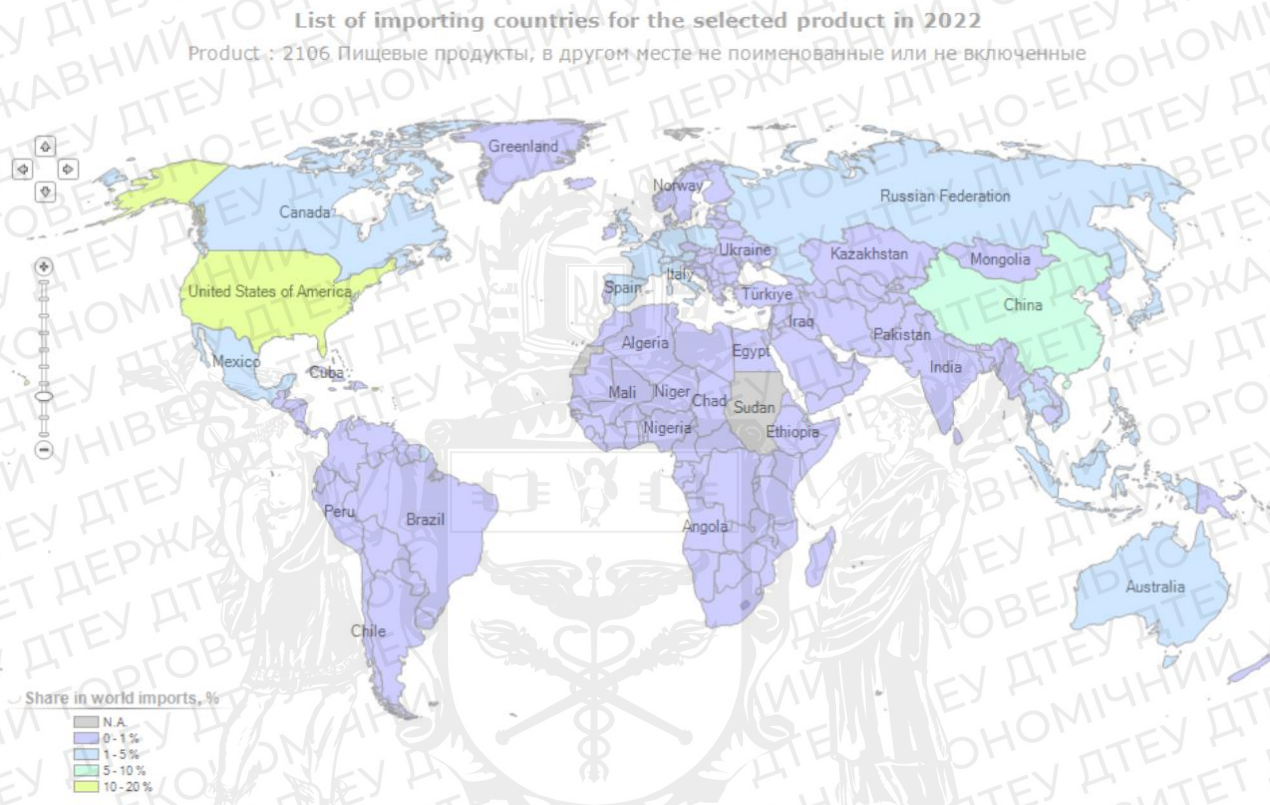 List of importing countries for the selected product in 2022
Product : 2106 Пищевые продукты, в другом месте не поименованные или не включенные
Greenland
Norway
Russian Federation
Canada
Ukraine
Kazakhstan
Mongolia
Italy
Spain
United States of America
Türkiye
China
Iraq
Pakistan
Algeria
Egypt
Mexico
India
Cuba
Mali
Niger
Chad
Sudan
Nigeria
Ethiopia
Peru
Brazil
Angola
Australia
Chile
Share in world imports, %
N.A.
0 - 1 %
1 - 5 %
5 - 10 %
10 - 20 %